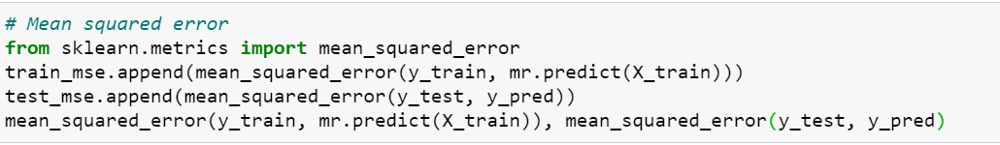 # Mean squared error
from sklearn.metrics import mean_squared_error
train_mse.append(mean_squared_error(y_train, mr.predict(X_train)))
test_mse.append(mean_squared_error(y_test, y_pred))
mean_squared_error(y_train, mr.predict(X_train)), mean_squared_error(y_test, y_pred)